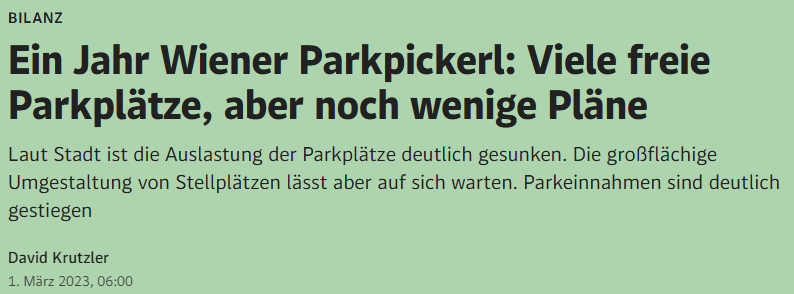 BILANZ
Ein Jahr Wiener Parkpickerl: Viele freie
Parkplätze, aber noch wenige Pläne
Laut Stadt ist die Auslastung der Parkplätze deutlich gesunken. Die großflächige
Umgestaltung von Stellplätzen lässt aber auf sich warten. Parkeinnahmen sind deutlich
gestiegen
David Krutzler
1. März 2023, 06:00